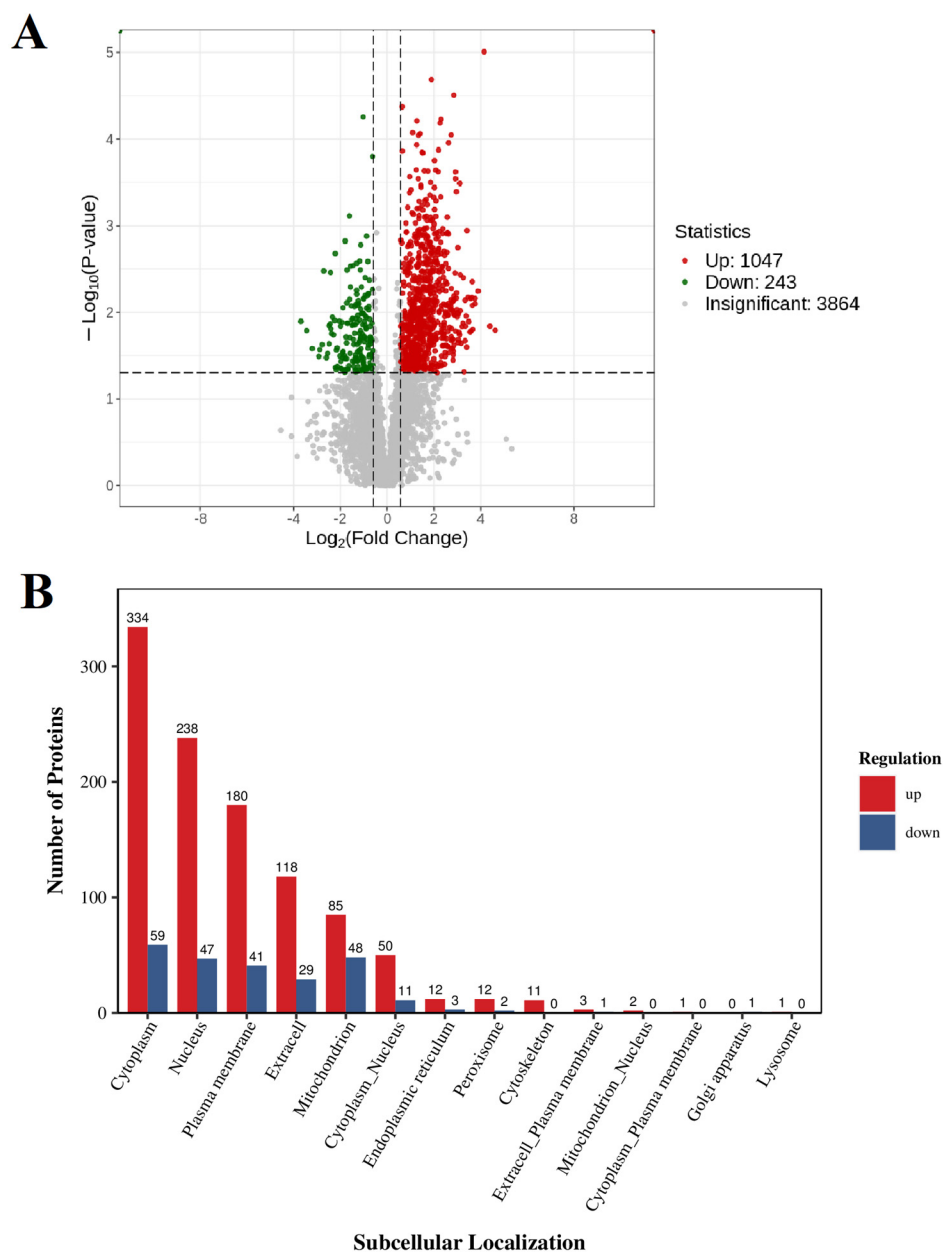 A
5
4
3
2
1
0
− Log₁₀(P-value)
-8
-4
-2
0
2
4
8
Log₂(Fold Change)
Statistics
Up: 1047
Down: 243
Insignificant: 3864
B
Number of Proteins
300
200
100
0
334
59
238
47
180
41
118
29
85
48
50
11
12
3
12
2
11
0
3
1
2
0
1
0
0
1
1
0
Cytoplasm
Nucleus
Plasma membrane
Extracell
Mitochondrion
Cytoplasm_Nucleus
Endoplasmic reticulum
Peroxisome
Cytoskeleton
Extracell_Plasma membrane
Mitochondrion_Nucleus
Cytoplasm_Plasma membrane
Golgi apparatus
Lysosome
Subcellular Localization
Regulation
up
down